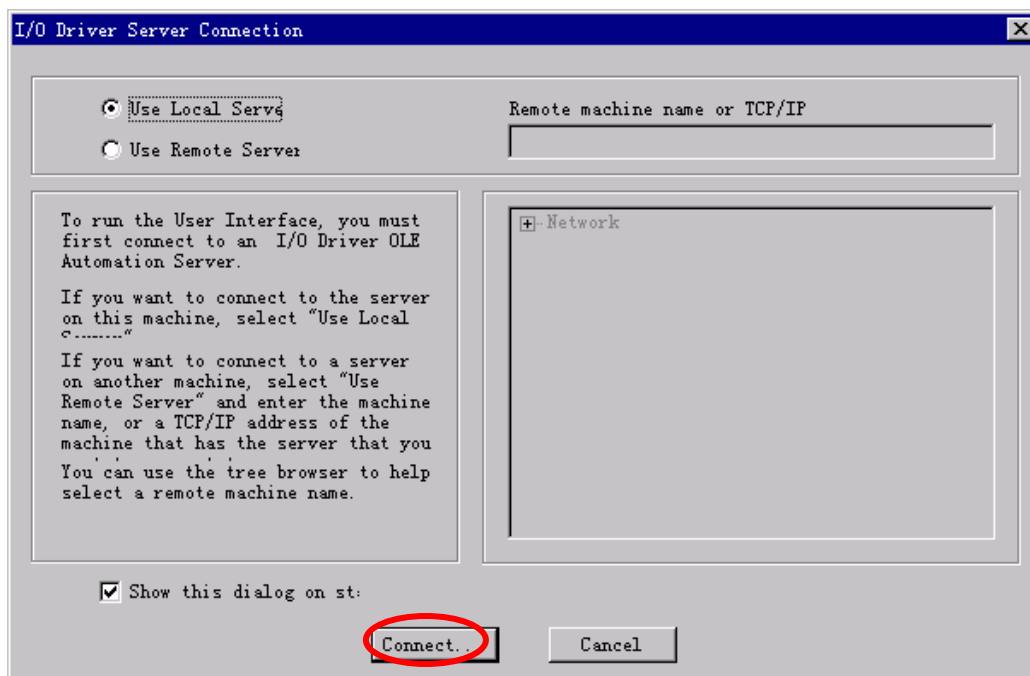 I/O Driver Server Connection
Use Local Serve
Remote machine name or TCP/IP
Use Remote Server
To run the User Interface, you must
first connect to an I/O Driver OLE
Automation Server.
If you want to connect to the server
on this machine, select "Use Local
If you want to connect to a server
on another machine, select "Use
Remote Server" and enter the machine
name, or a TCP/IP address of the
machine that has the server that you
You can use the tree browser to help
select a remote machine name.
Network
Show this dialog on st
Connect..
Cancel